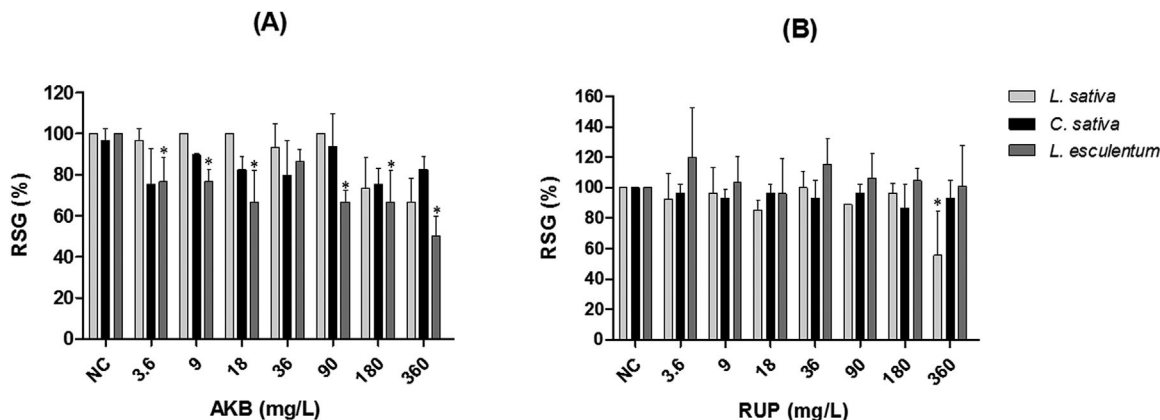 (A)
120
100
80
60
40
20
0
RSG (%)
* * * * * *
NC 3.6 9 18 36 90 180 360
AKB (mg/L)
(B)
160
140
120
100
80
60
40
20
0
RSG (%)
*
NC 3.6 9 18 36 90 180 360
RUP (mg/L)
L. sativa
C. sativa
L. esculentum